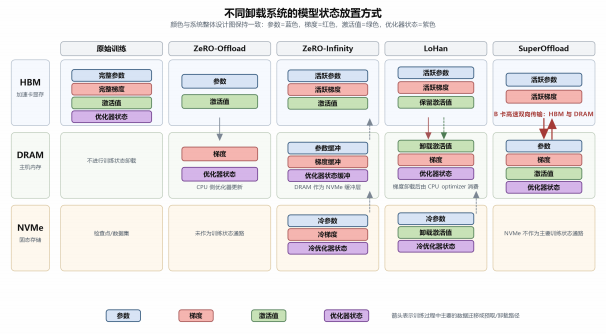 不同卸载系统的模型状态放置方式
颜色与系统整体设计图保持一致：参数=蓝色，梯度=红色，激活值=绿色，优化器状态=紫色
原始训练 ZeRO-Offload ZeRO-Infinity LoHan SuperOffload
HBM
加速卡显存
完整参数
完整梯度
激活值
优化器状态
参数
激活值
活跃参数
活跃梯度
激活值
活跃参数
活跃梯度
保留激活值
活跃参数
活跃梯度
B 卡高速双向传输：HBM 与 DRAM
DRAM
主机内存
不进行训练状态卸载
梯度
优化器状态
CPU 侧优化器更新
参数缓冲
梯度缓冲
优化器状态缓冲
DRAM 作为 NVMe 缓冲层
卸载激活值
梯度
优化器状态
梯度卸载后由 CPU optimizer 消费
参数
梯度
激活值
优化器状态
NVMe
固态存储
检查点/数据集
未作为训练状态通路
冷参数
冷梯度
冷优化器状态
冷参数
卸载激活值
冷优化器状态
NVMe 不作为主要训练状态通路
参数 梯度 激活值 优化器状态 箭头表示训练过程中主要的数据迁移或预取/卸载路径